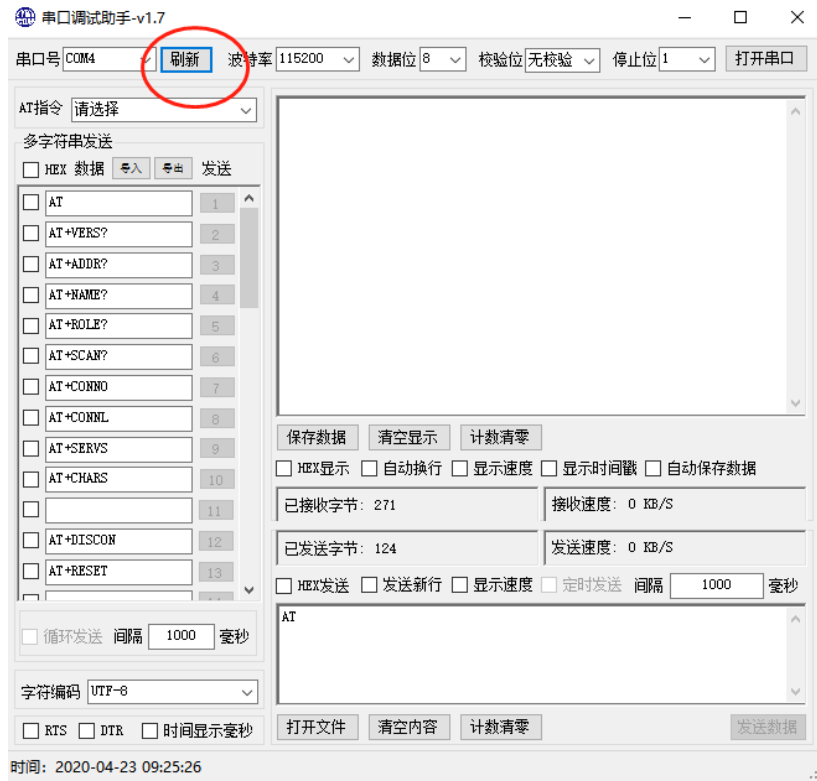 串口调试助手-v1.7
串口号 COM4 刷新 波特率 115200 数据位 8 校验位 无校验 停止位 1 打开串口
AT指令 请选择
多字符串发送
HEX 数据 导入 导出 发送
AT 1
AT+VERS? 2
AT+ADDR? 3
AT+NAME? 4
AT+ROLE? 5
AT+SCAN? 6
AT+CONN0 7
AT+CONNL 8
AT+SERVS 9
AT+CHARS 10
11
AT+DISCON 12
AT+RESET 13
循环发送 间隔 1000 毫秒
字符编码 UTF-8
RTS DTR 时间显示毫秒
保存数据 清空显示 计数清零
HEX显示 自动换行 显示速度 显示时间戳 自动保存数据
已接收字节: 271 接收速度: 0 KB/S
已发送字节: 124 发送速度: 0 KB/S
HEX发送 发送新行 显示速度 定时发送 间隔 1000 毫秒
AT
打开文件 清空内容 计数清零 发送数据
时间: 2020-04-23 09:25:26